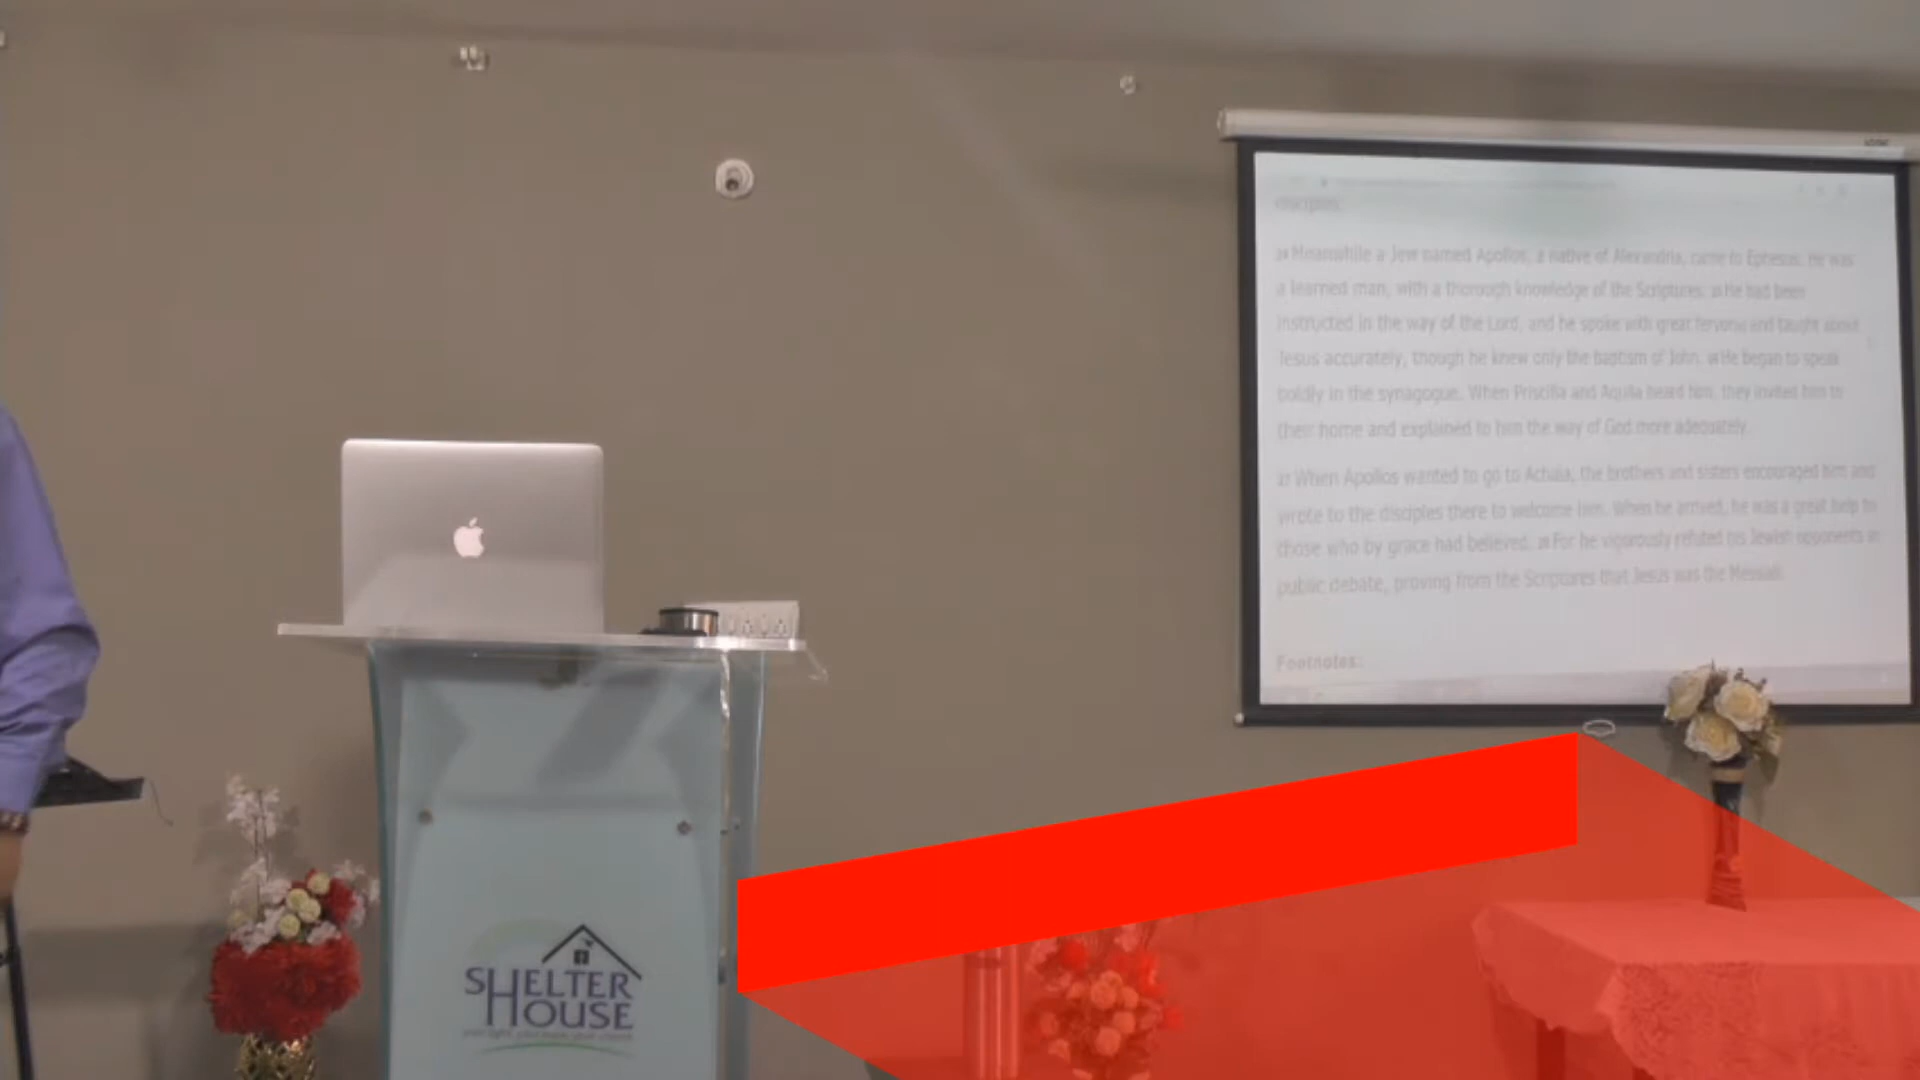 disciples.
24 Meanwhile a Jew named Apollos, a native of Alexandria, came to Ephesus. He was
a learned man, with a thorough knowledge of the Scriptures. 25 He had been
instructed in the way of the Lord, and he spoke with great fervor and taught about
Jesus accurately, though he knew only the baptism of John. 26 He began to speak
boldly in the synagogue. When Priscilla and Aquila heard him, they invited him to
their home and explained to him the way of God more adequately.
27 When Apollos wanted to go to Achaia, the brothers and sisters encouraged him and
wrote to the disciples there to welcome him. When he arrived, he was a great help to
those who by grace had believed. 28 For he vigorously refuted his Jewish opponents in
public debate, proving from the Scriptures that Jesus was the Messiah.
Footnotes:
SHELTER
HOUSE